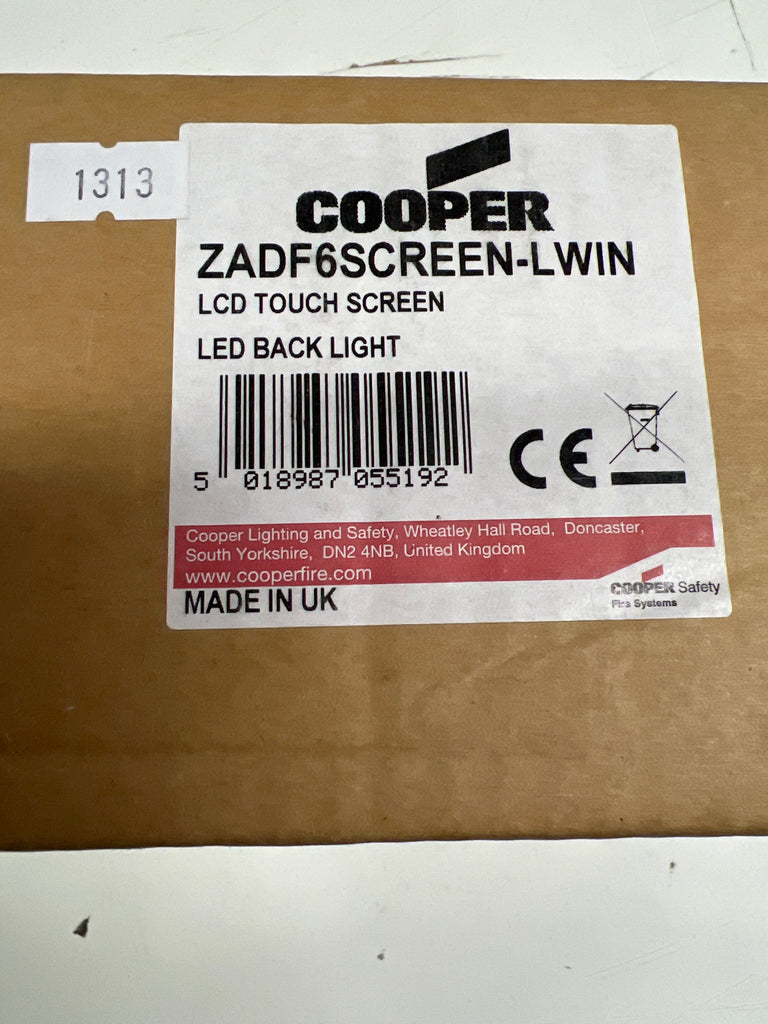 1313
COOPER
ZADF6SCREEN-LWIN
LCD TOUCH SCREEN
LED BACK LIGHT
5 018987 055192
CE
Cooper Lighting and Safety, Wheatley Hall Road, Doncaster,
South Yorkshire, DN2 4NB, United Kingdom
www.cooperfire.com
MADE IN UK
COOPER Safety
Fire Systems